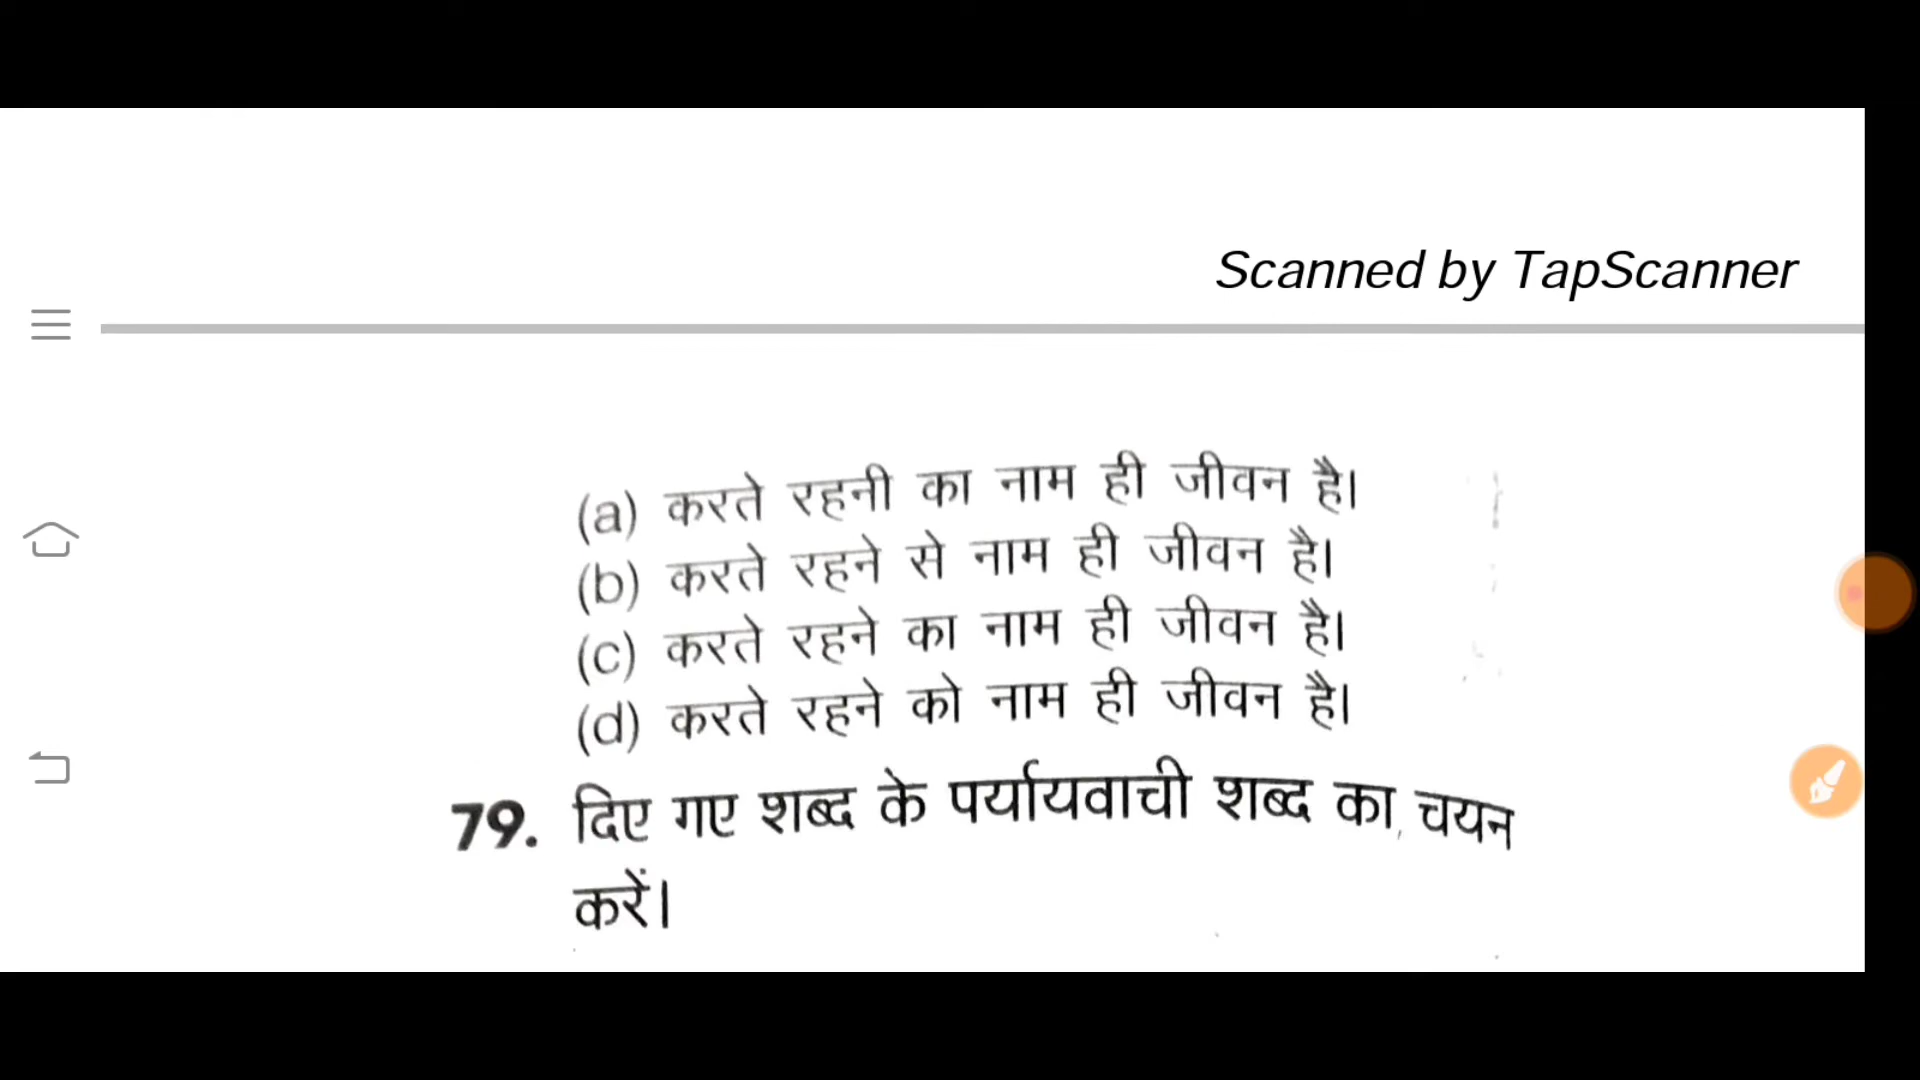 Scanned by TapScanner
(a) करते रहनी का नाम ही जीवन है।
(b) करते रहने से नाम ही जीवन है।
(c) करते रहने का नाम ही जीवन है।
(d) करते रहने को नाम ही जीवन है।
79. दिए गए शब्द के पर्यायवाची शब्द का चयन
करें।